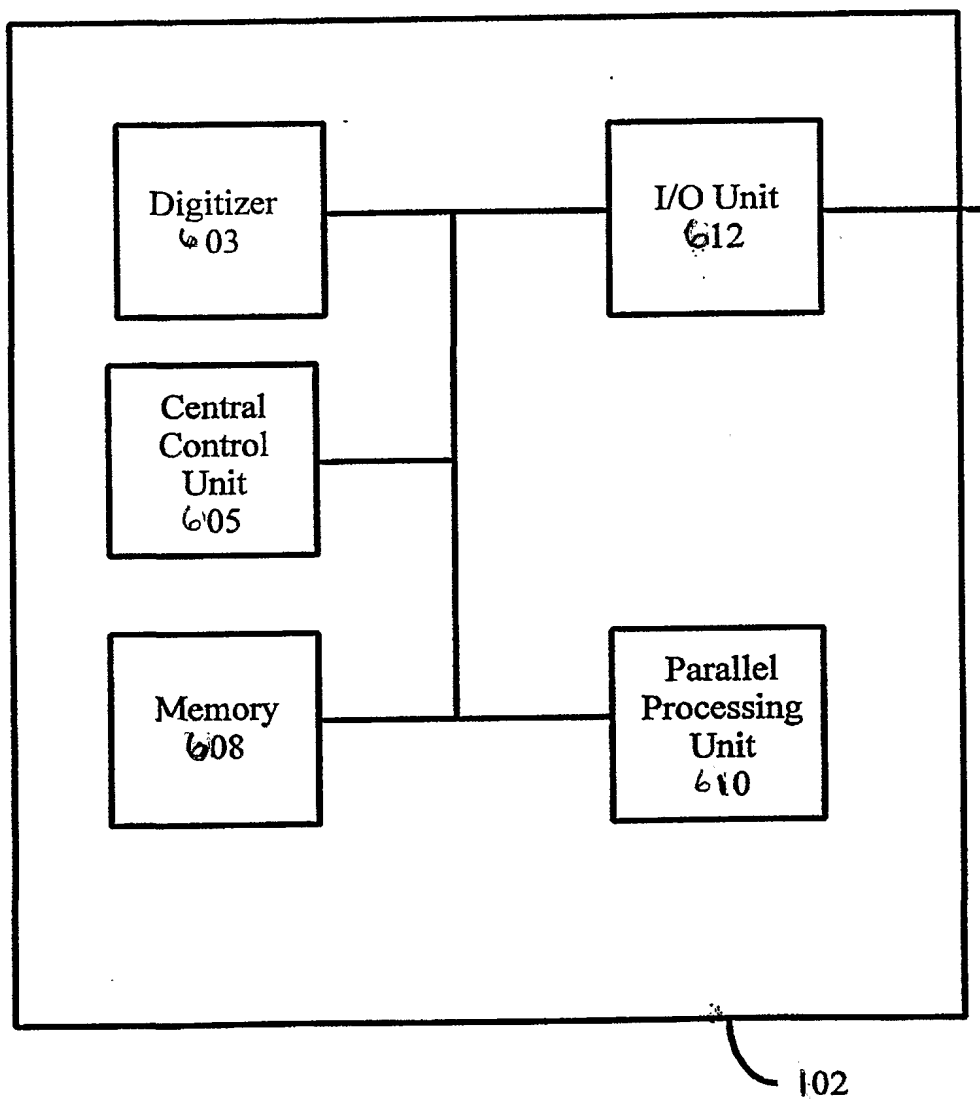 Digitizer
603
I/O Unit
612
Central
Control
Unit
605
Memory
608
Parallel
Processing
Unit
610
102